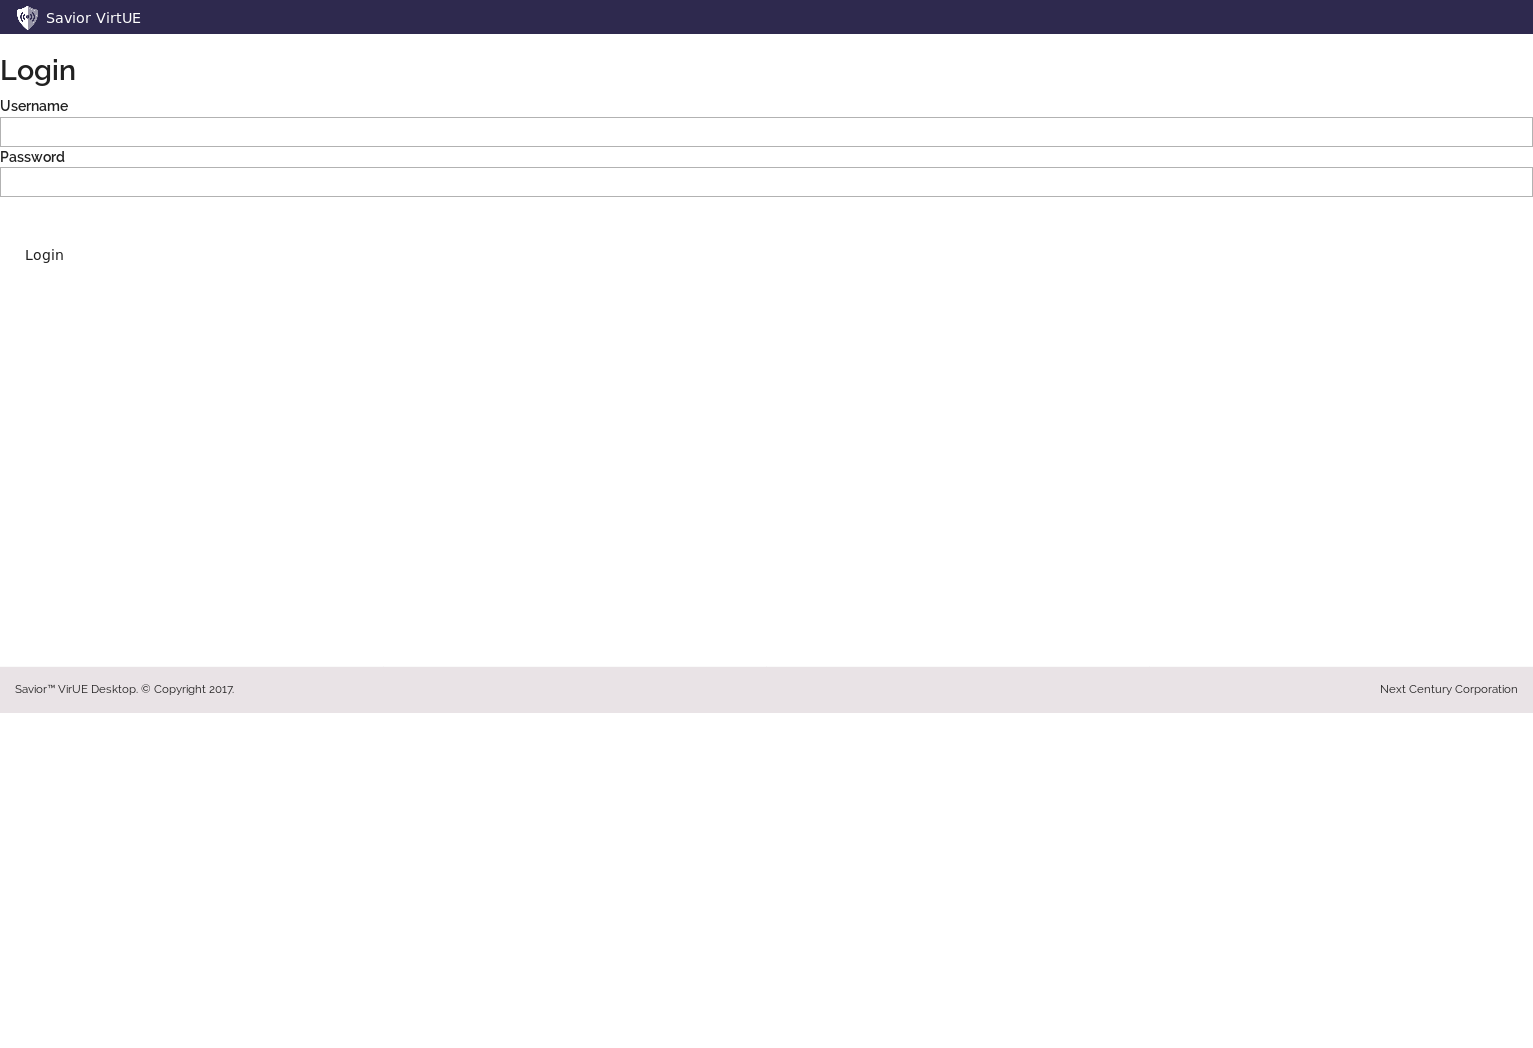 Savior VirtUE
Login
Username
Password
Login
Savior™ VirUE Desktop. © Copyright 2017.
Next Century Corporation